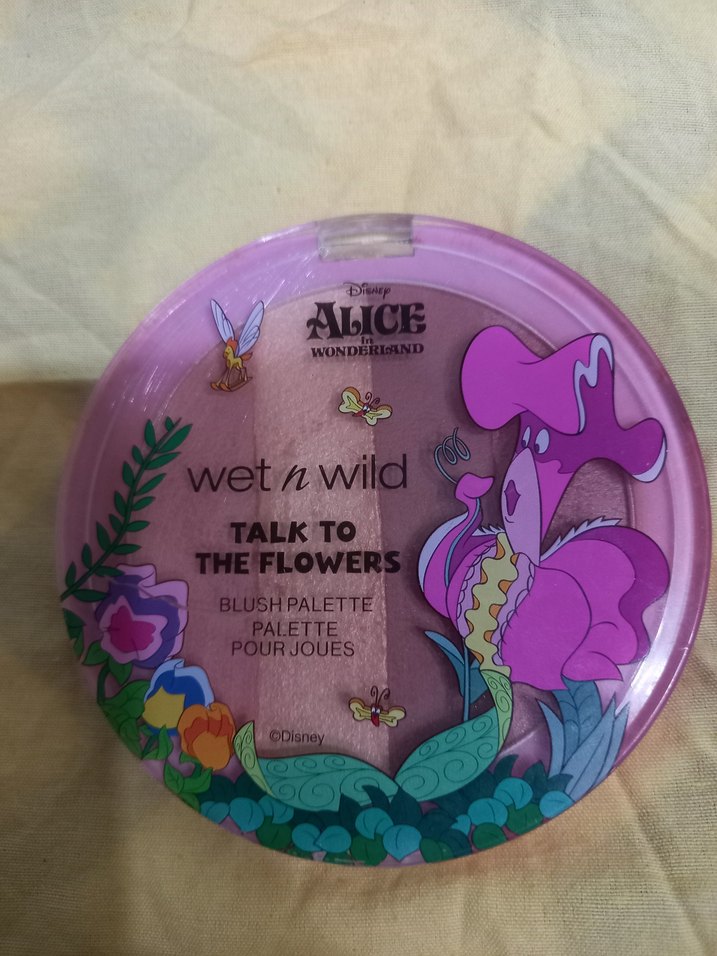 Disney
ALICE
in
WONDERLAND
wet n wild
TALK TO
THE FLOWERS
BLUSH PALETTE
PALETTE
POUR JOUES
©Disney